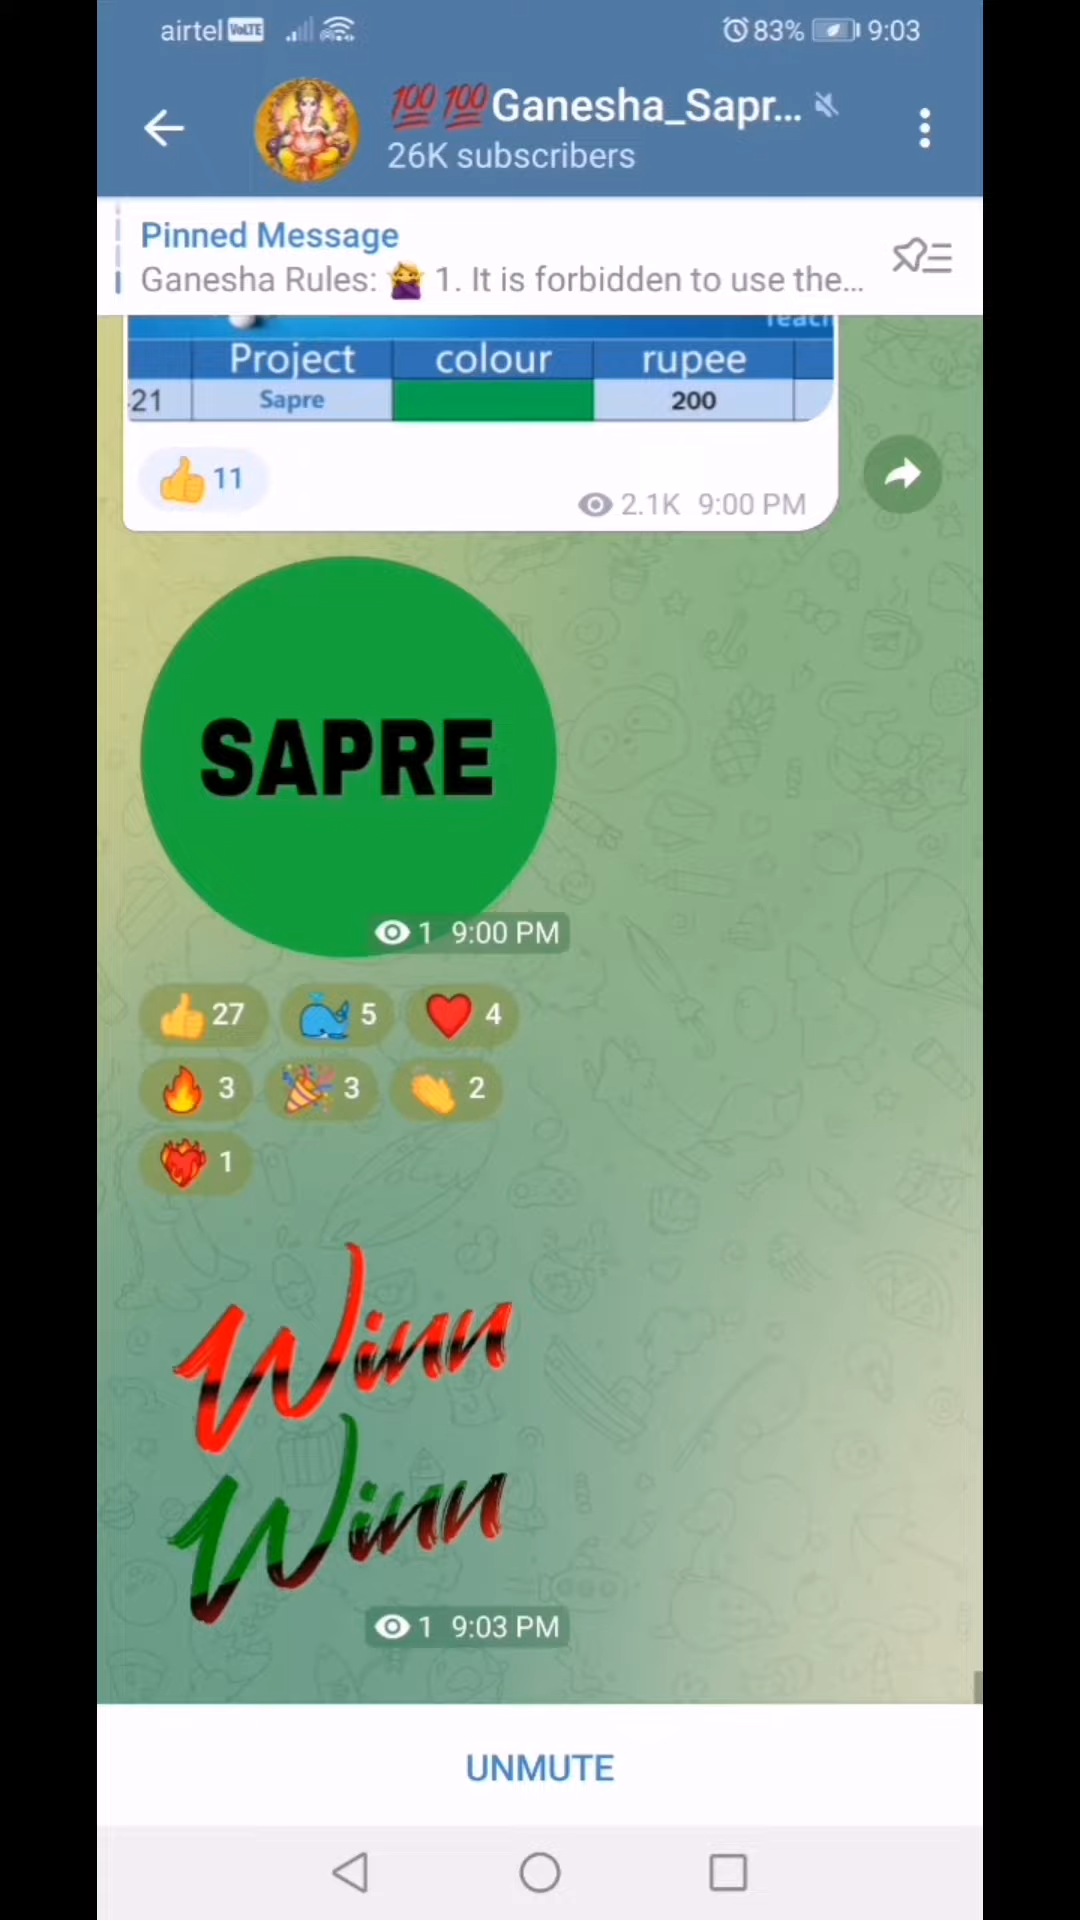 airtel VoLTE 83% 9:03
💯💯Ganesha_Sapr...
26K subscribers
Pinned Message
Ganesha Rules: 🙅‍♀️ 1. It is forbidden to use the...
Project colour rupee
21 Sapre 200
👍 11
2.1K 9:00 PM
SAPRE
1 9:00 PM
👍 27 🐳 5 ❤️ 4
🔥 3 🎉 3 👏 2
❤️‍🔥 1
Winn
Winn
1 9:03 PM
UNMUTE